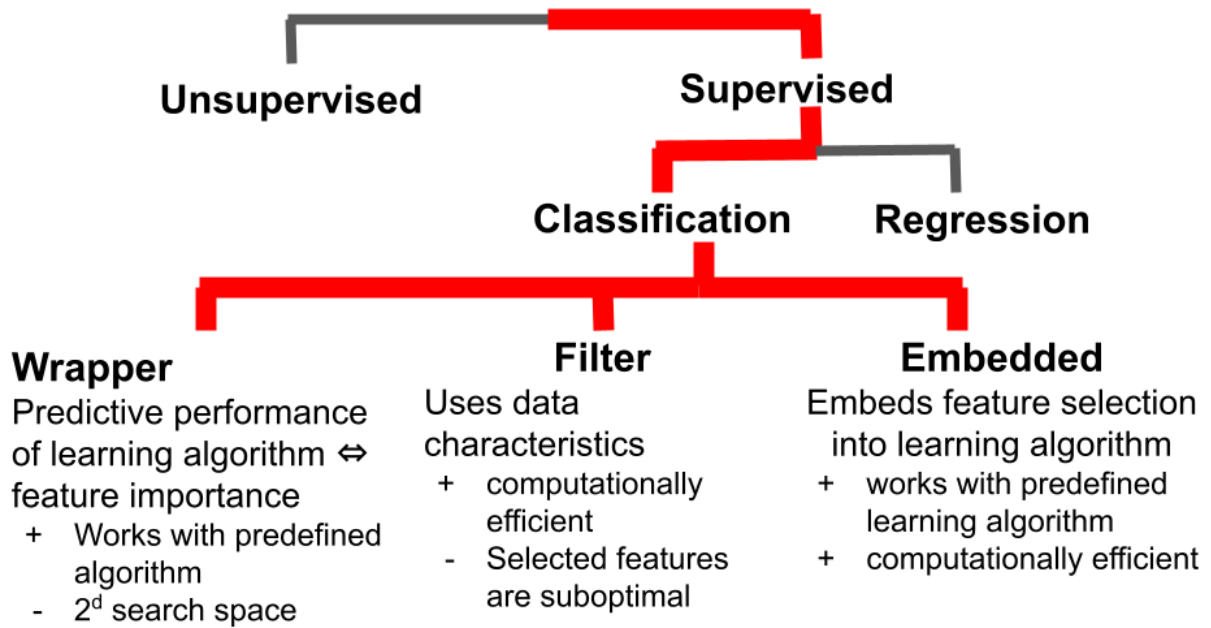 Unsupervised
Supervised
Classification
Regression
Wrapper
Predictive performance
of learning algorithm ⇔
feature importance
+ Works with predefined
algorithm
- 2^d search space
Filter
Uses data
characteristics
+ computationally
efficient
- Selected features
are suboptimal
Embedded
Embeds feature selection
into learning algorithm
+ works with predefined
learning algorithm
+ computationally efficient